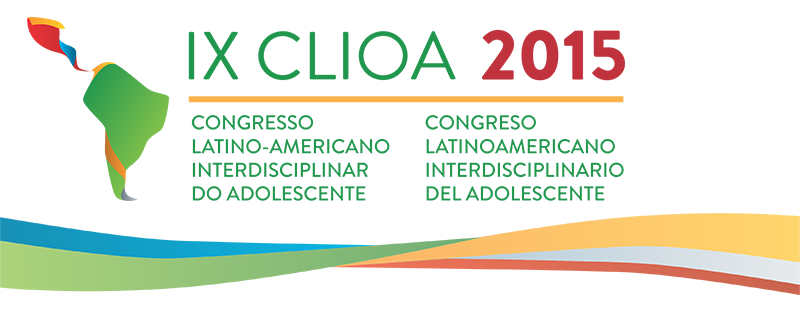 IX CLIOA 2015
CONGRESSO
LATINO-AMERICANO
INTERDISCIPLINAR
DO ADOLESCENTE
CONGRESO
LATINOAMERICANO
INTERDISCIPLINARIO
DEL ADOLESCENTE